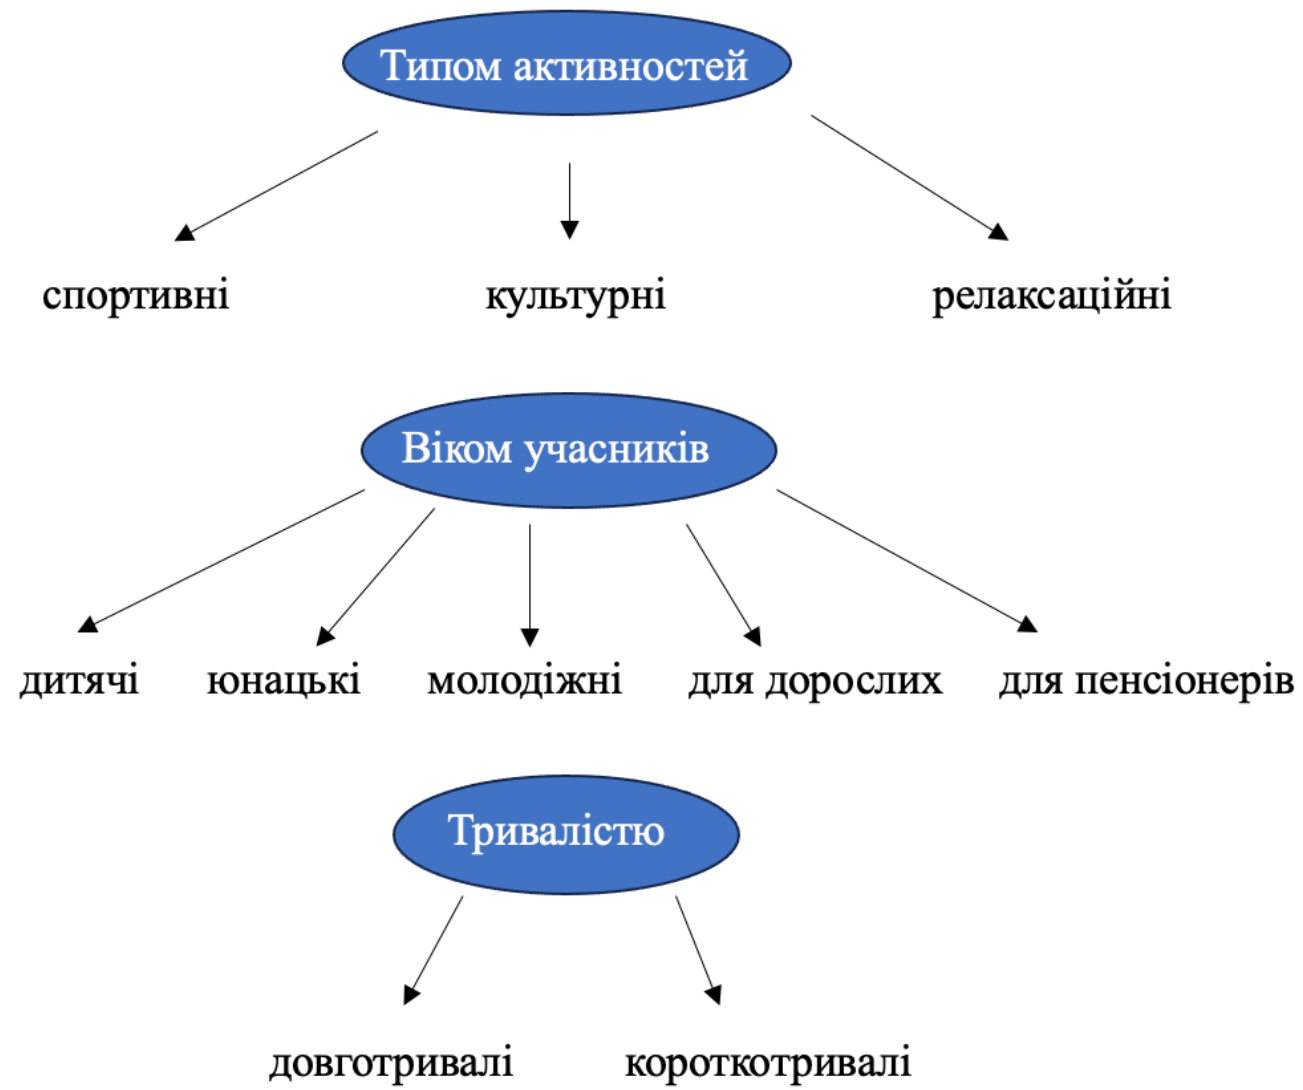 Типом активностей
спортивні культурні релаксаційні
Віком учасників
дитячі юнацькі молодіжні для дорослих для пенсіонерів
Тривалістю
довготривалі короткотривалі